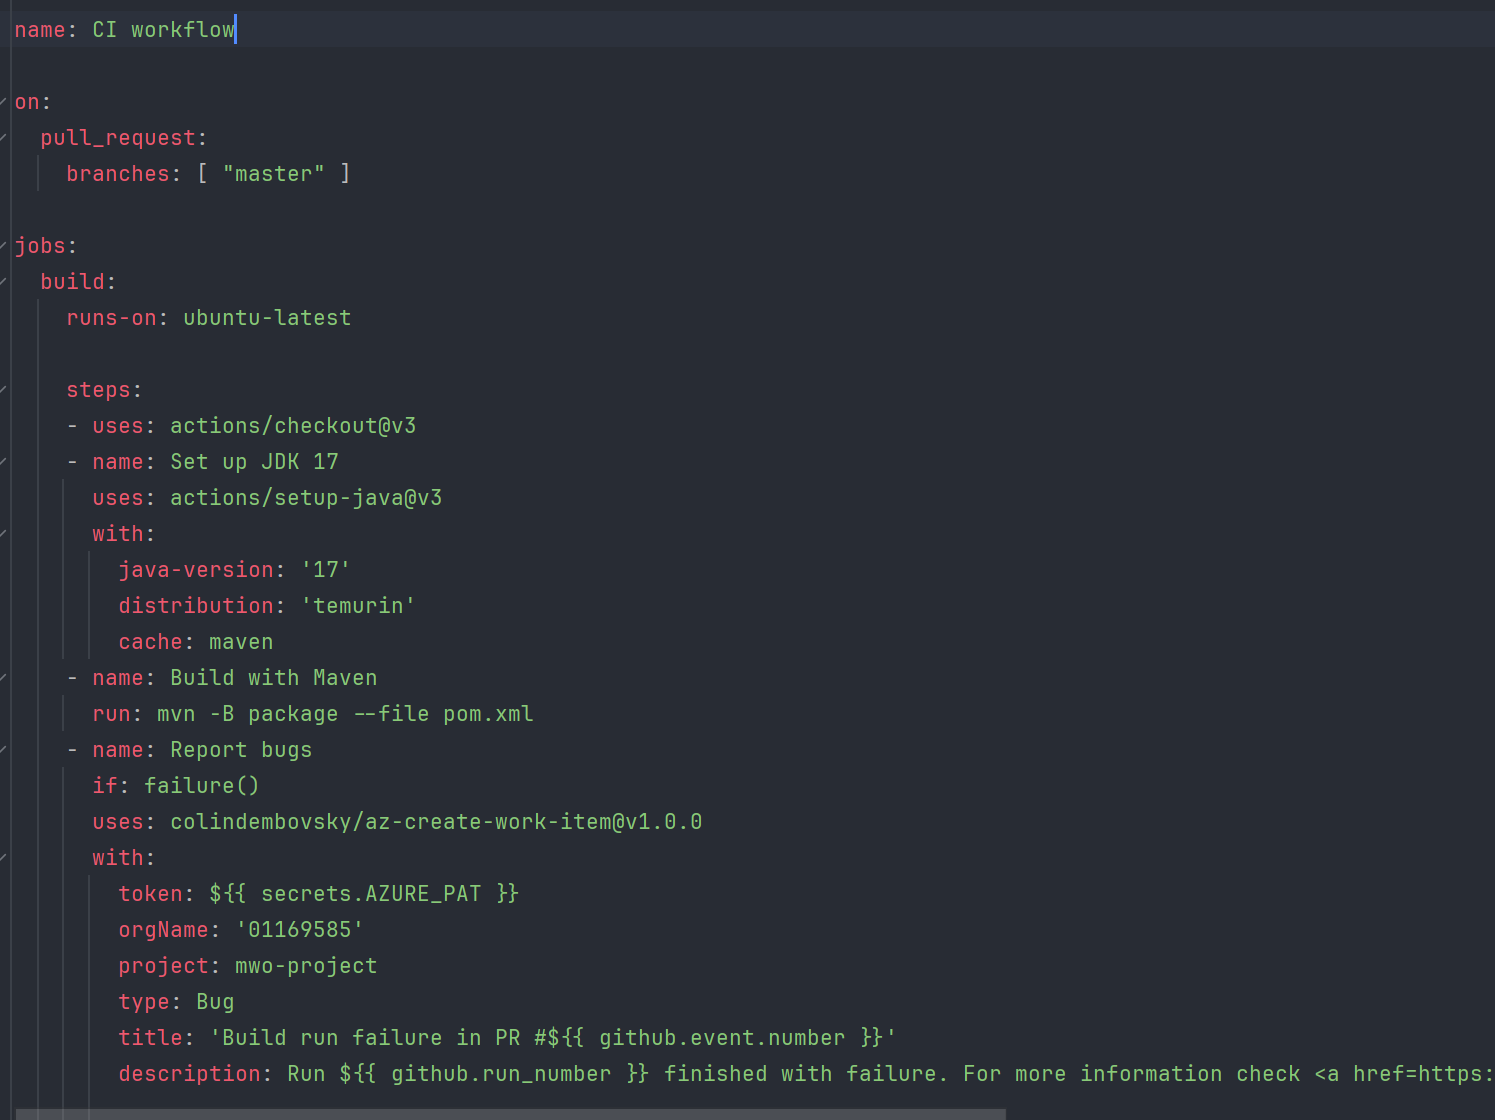 name: CI workflow
on:
  pull_request:
    branches: [ "master" ]
jobs:
  build:
    runs-on: ubuntu-latest
    steps:
    - uses: actions/checkout@v3
    - name: Set up JDK 17
      uses: actions/setup-java@v3
      with:
        java-version: '17'
        distribution: 'temurin'
        cache: maven
    - name: Build with Maven
      run: mvn -B package --file pom.xml
    - name: Report bugs
      if: failure()
      uses: colindembovsky/az-create-work-item@v1.0.0
      with:
        token: ${{ secrets.AZURE_PAT }}
        orgName: '01169585'
        project: mwo-project
        type: Bug
        title: 'Build run failure in PR #${{ github.event.number }}'
        description: Run ${{ github.run_number }} finished with failure. For more information check <a href=https: